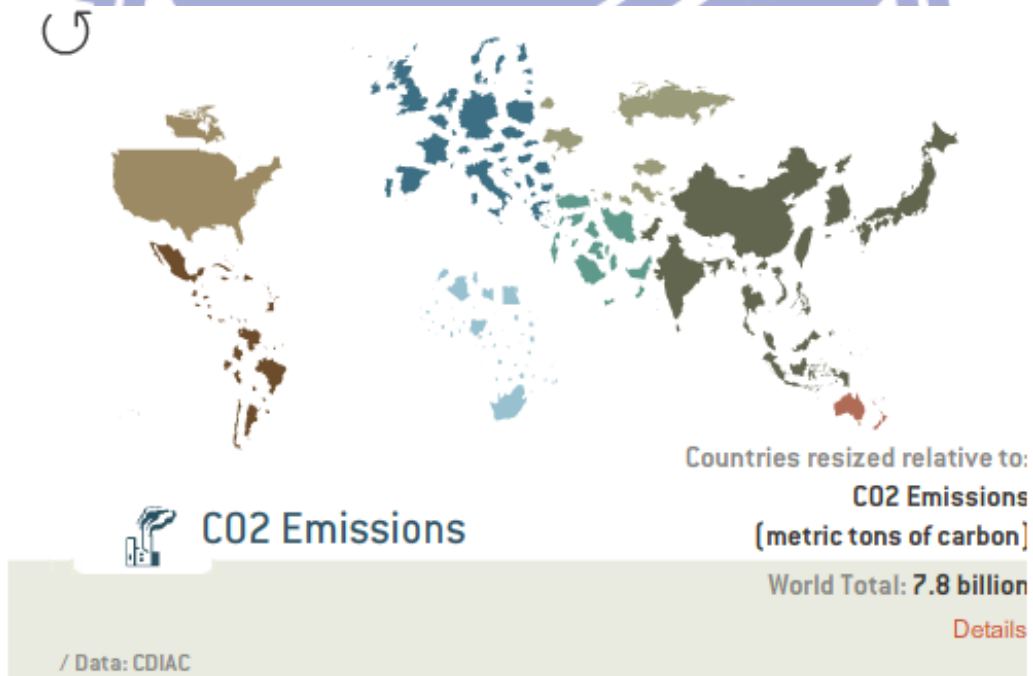 Countries resized relative to:
CO2 Emissions
(metric tons of carbon)
CO2 Emissions
World Total: 7.8 billion
Details
/ Data: CDIAC